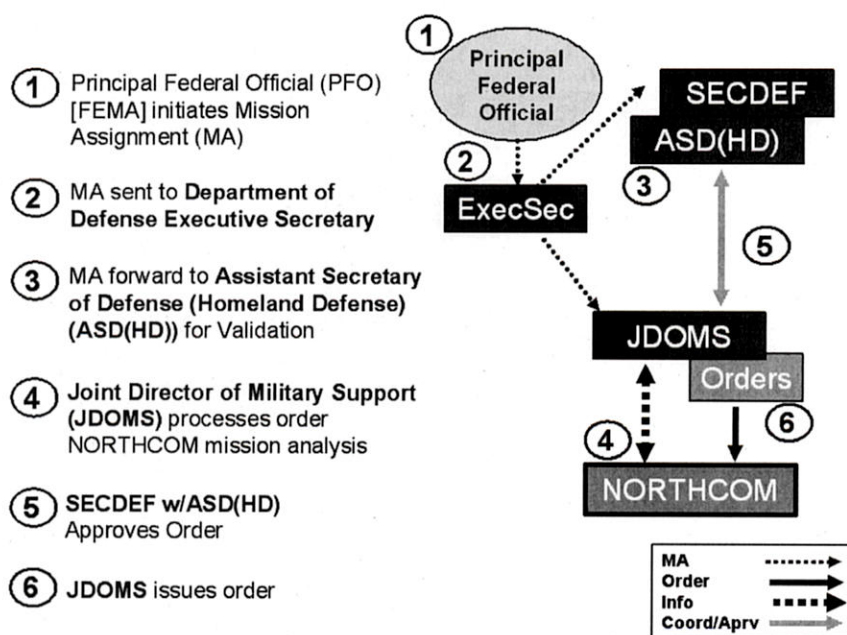 1
Principal Federal Official (PFO)
[FEMA] initiates Mission
Assignment (MA)
2
MA sent to Department of
Defense Executive Secretary
3
MA forward to Assistant Secretary
of Defense (Homeland Defense)
(ASD(HD)) for Validation
4
Joint Director of Military Support
(JDOMS) processes order
NORTHCOM mission analysis
5
SECDEF w/ASD(HD)
Approves Order
6
JDOMS issues order
1
Principal
Federal
Official
2
ExecSec
SECDEF
ASD(HD)
3
5
JDOMS
Orders
4
6
NORTHCOM
MA
Order
Info
Coord/Aprv